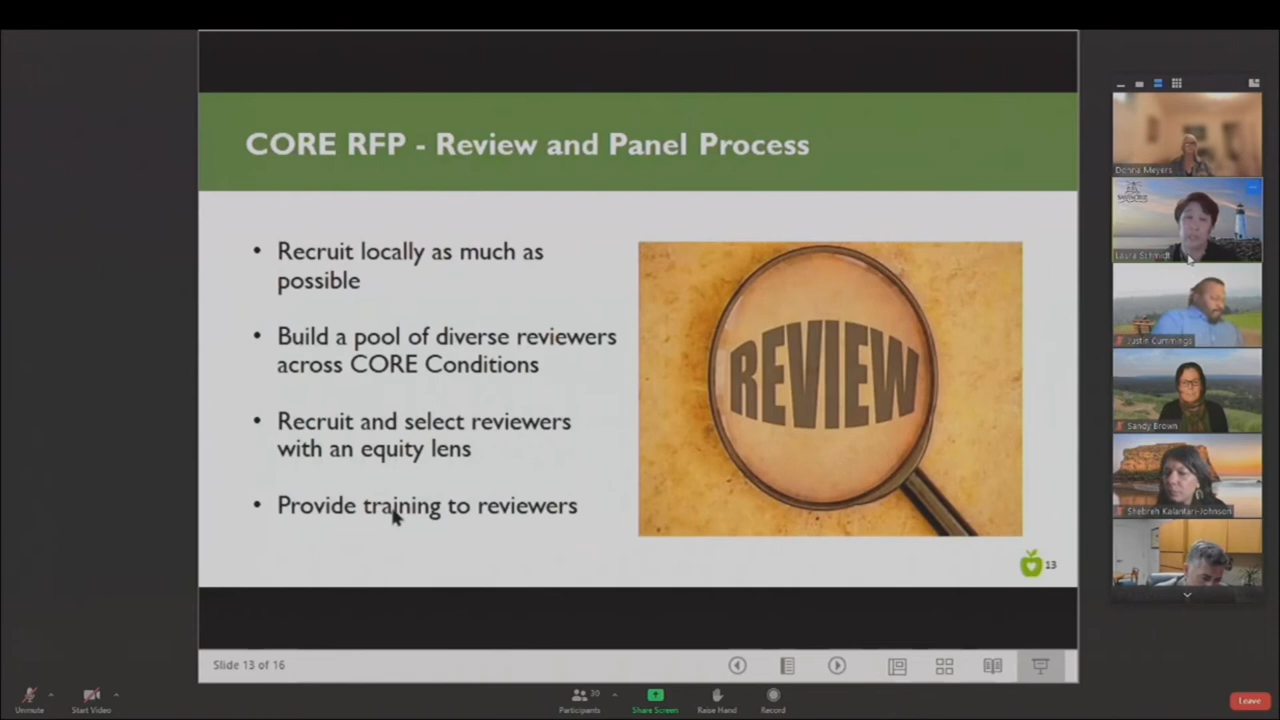 CORE RFP - Review and Panel Process
Recruit locally as much as
possible
Build a pool of diverse reviewers
across CORE Conditions
Recruit and select reviewers
with an equity lens
Provide training to reviewers
REVIEW
13
Slide 13 of 16
Donna Meyers
Laura Schmidt
Justin Cummings
Sandy Brown
Shebreh Kalantari-Johnson
Unmute
Start Video
30
Participants
Share Screen
Raise Hand
Record
Leave